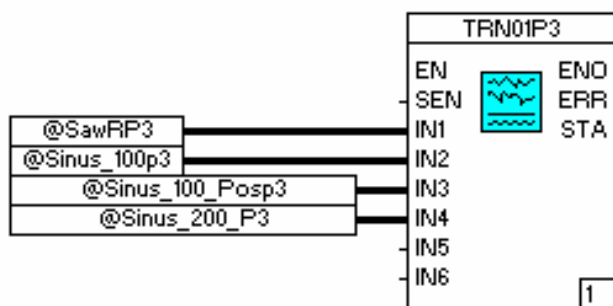 TRN01P3
EN ENO
SEN ERR
@SawRP3 IN1 STA
@Sinus_100p3 IN2
@Sinus_100_Posp3 IN3
@Sinus_200_P3 IN4
IN5
IN6
1